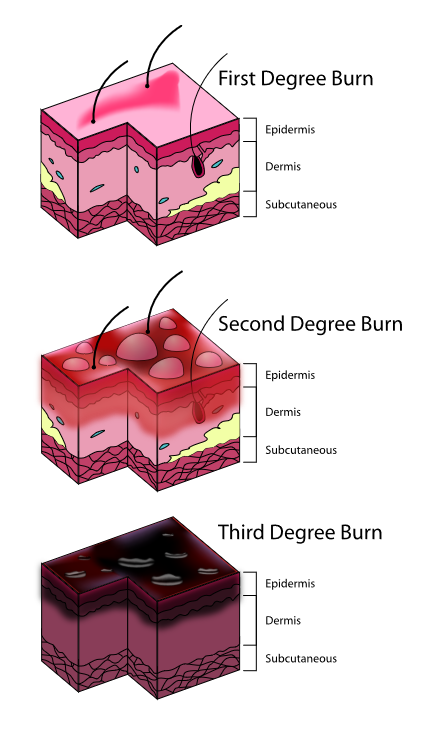 First Degree Burn
Epidermis
Dermis
Subcutaneous
Second Degree Burn
Epidermis
Dermis
Subcutaneous
Third Degree Burn
Epidermis
Dermis
Subcutaneous